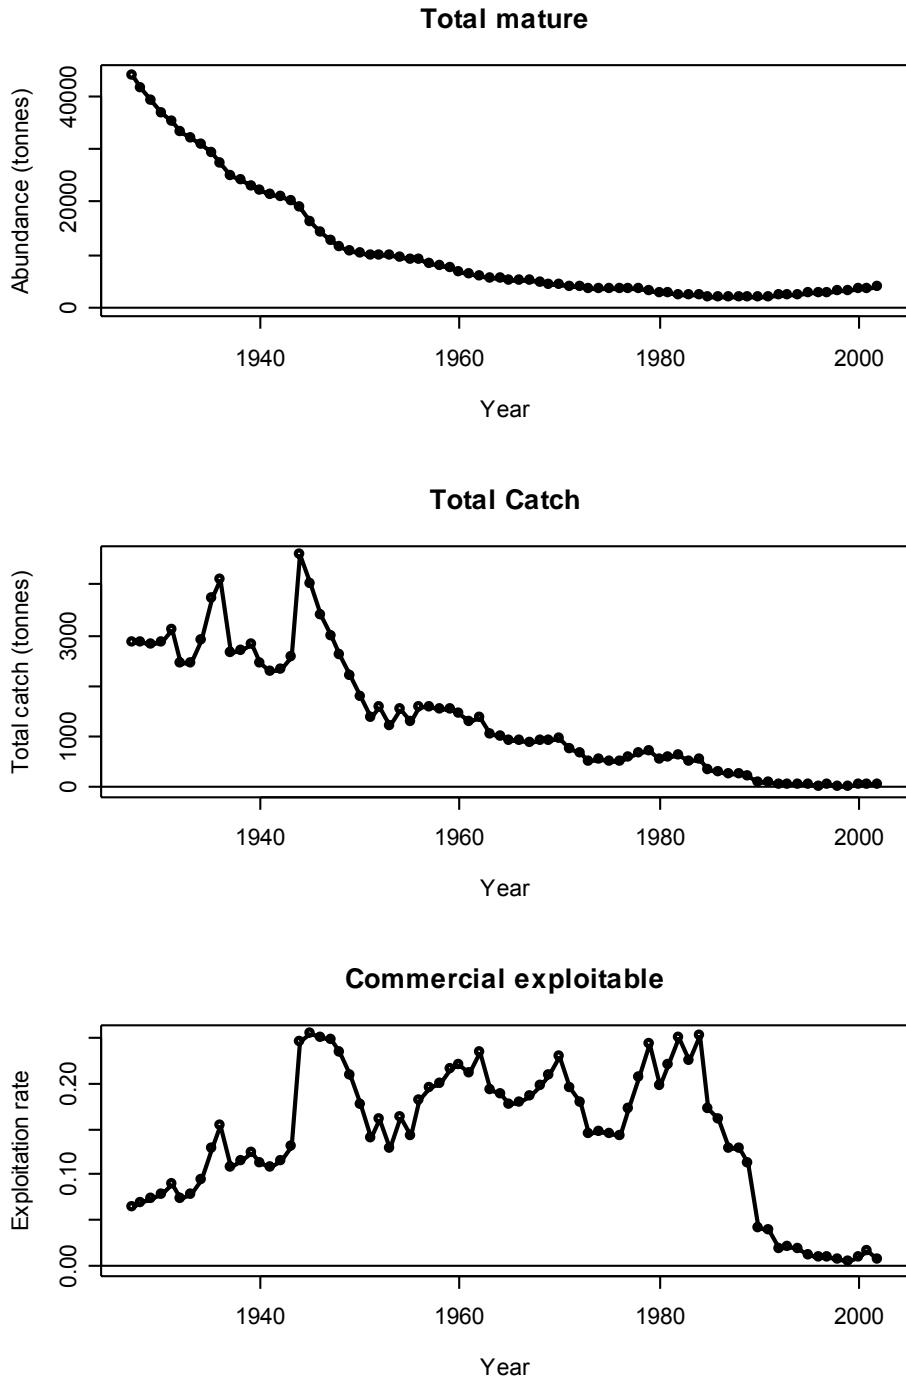 Total mature
Abundance (tonnes)
40000
20000
0
1940 1960 1980 2000
Year
Total Catch
Total catch (tonnes)
3000
1000
0
1940 1960 1980 2000
Year
Commercial exploitable
Exploitation rate
0.20
0.10
0.00
1940 1960 1980 2000
Year